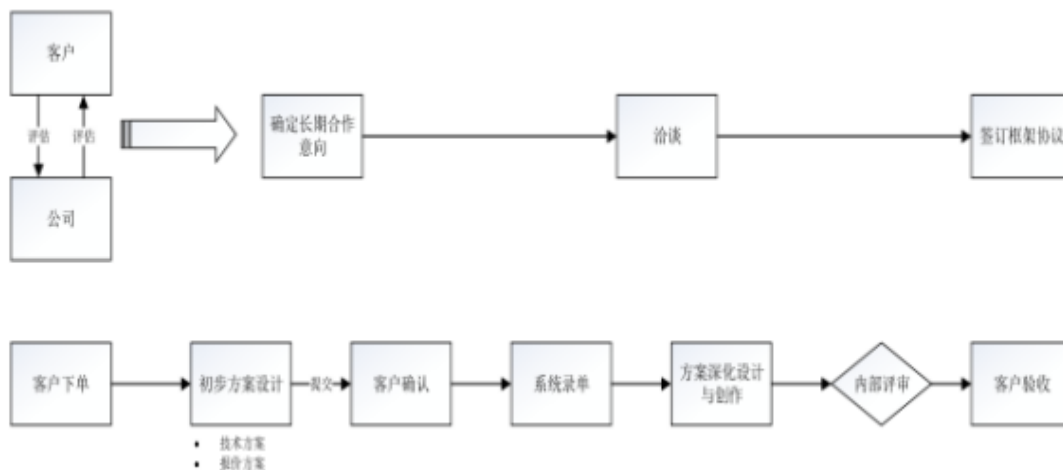 客户
评估 评估
公司
确定长期合作
意向
洽谈
签订框架协议
客户下单
初步方案设计
提交
客户确认
系统录单
方案深化设计
与创作
内部评审
客户验收
• 技术方案
• 报价方案